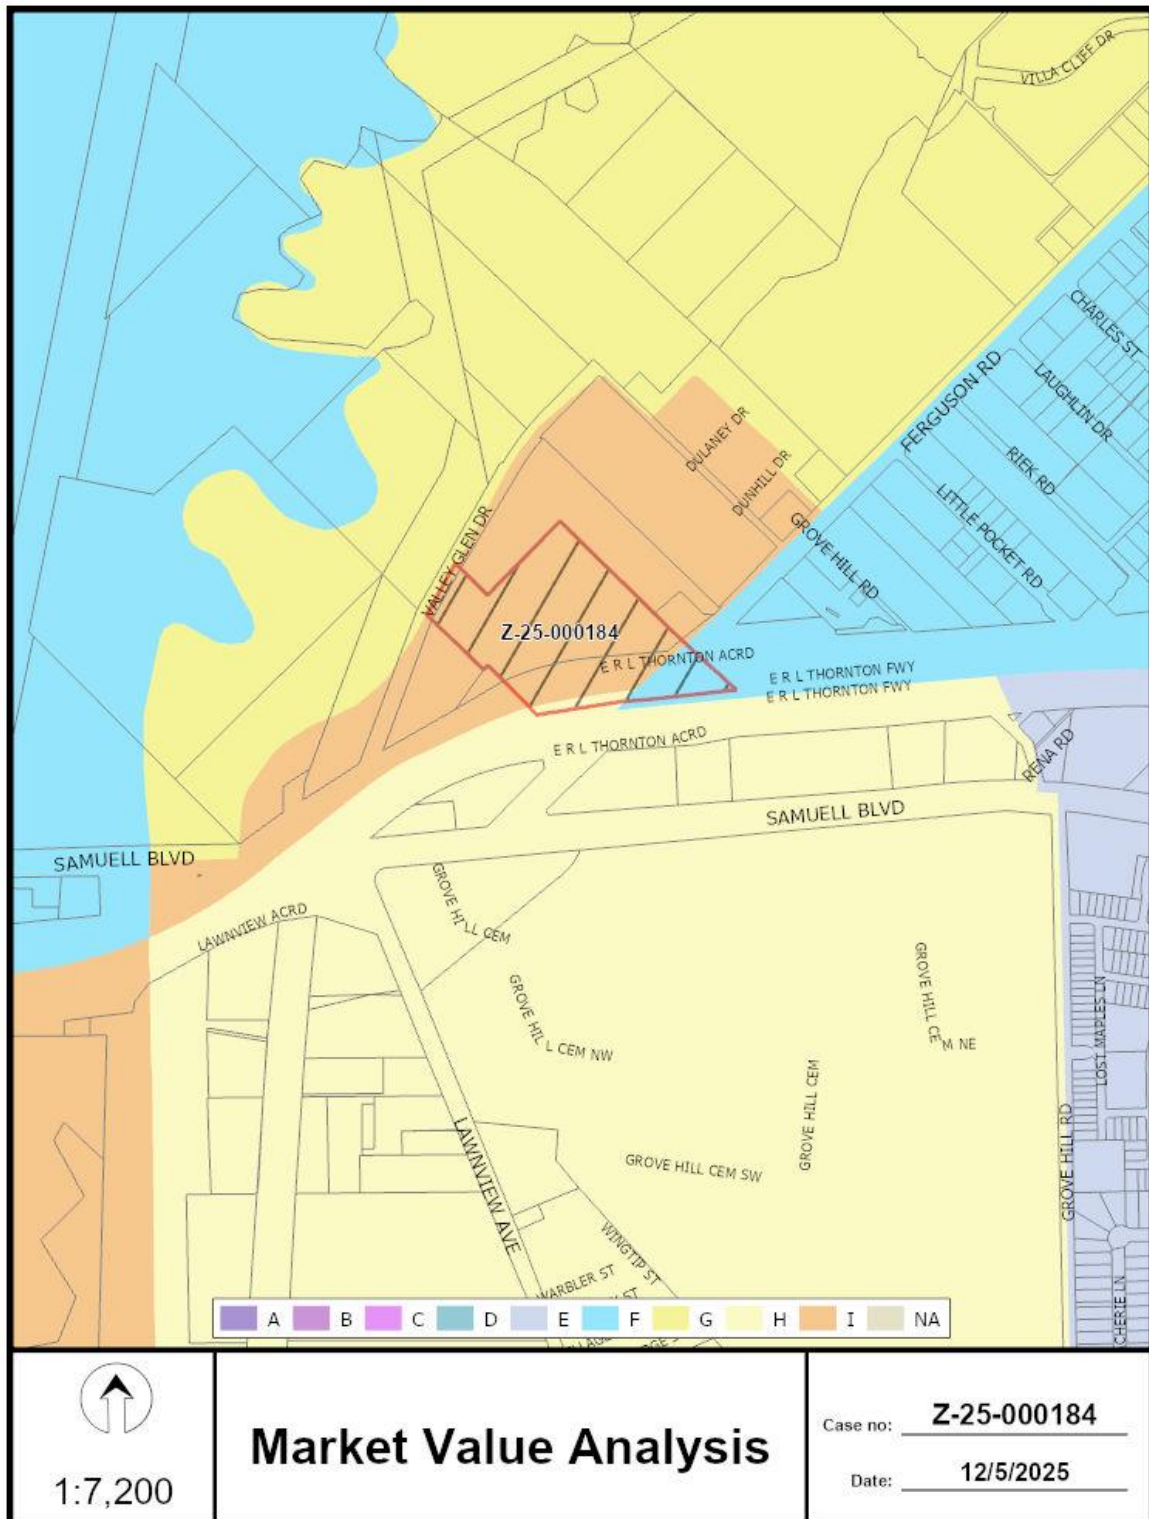 VILLA CLIFF DR
CHARLES ST
LAUGHLIN DR
FERGUSON RD
RIEK RD
DULANEY DR
DUNHILL DR
LITTLE POCKET RD
GROVE HILL RD
VALLEY GLEN DR
Z-25-000184
E R L THORNTON ACRD
E R L THORNTON FWY
E R L THORNTON FWY
E R L THORNTON ACRD
RENA RD
SAMUELL BLVD
SAMUELL BLVD
GROVE HILL CEM
LAWNVIEW ACRD
GROVE HILL CEM NW
GROVE HILL CEM NE
LOST MAPLES LN
GROVE HILL CEM
GROVE HILL CEM SW
GROVE HILL RD
LAWNVIEW AVE
WINGTIP ST
WARBLER ST
ST
CHERIE LN
A B C D E F G H I NA
1:7,200
Market Value Analysis
Case no: Z-25-000184
Date: 12/5/2025